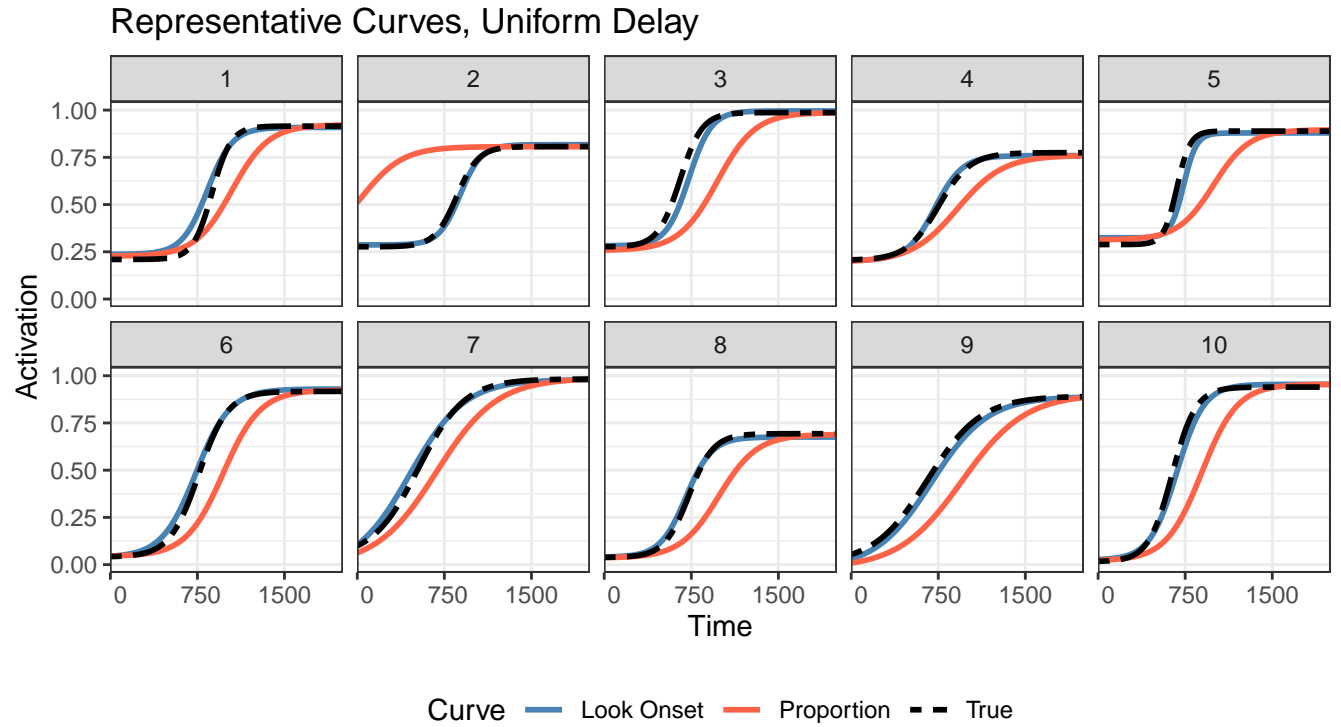 Representative Curves, Uniform Delay
1 2 3 4 5
1.00
0.75
0.50
0.25
0.00
Activation
6 7 8 9 10
1.00
0.75
0.50
0.25
0.00
0 750 1500 0 750 1500 0 750 1500 0 750 1500 0 750 1500
Time
Curve Look Onset Proportion True